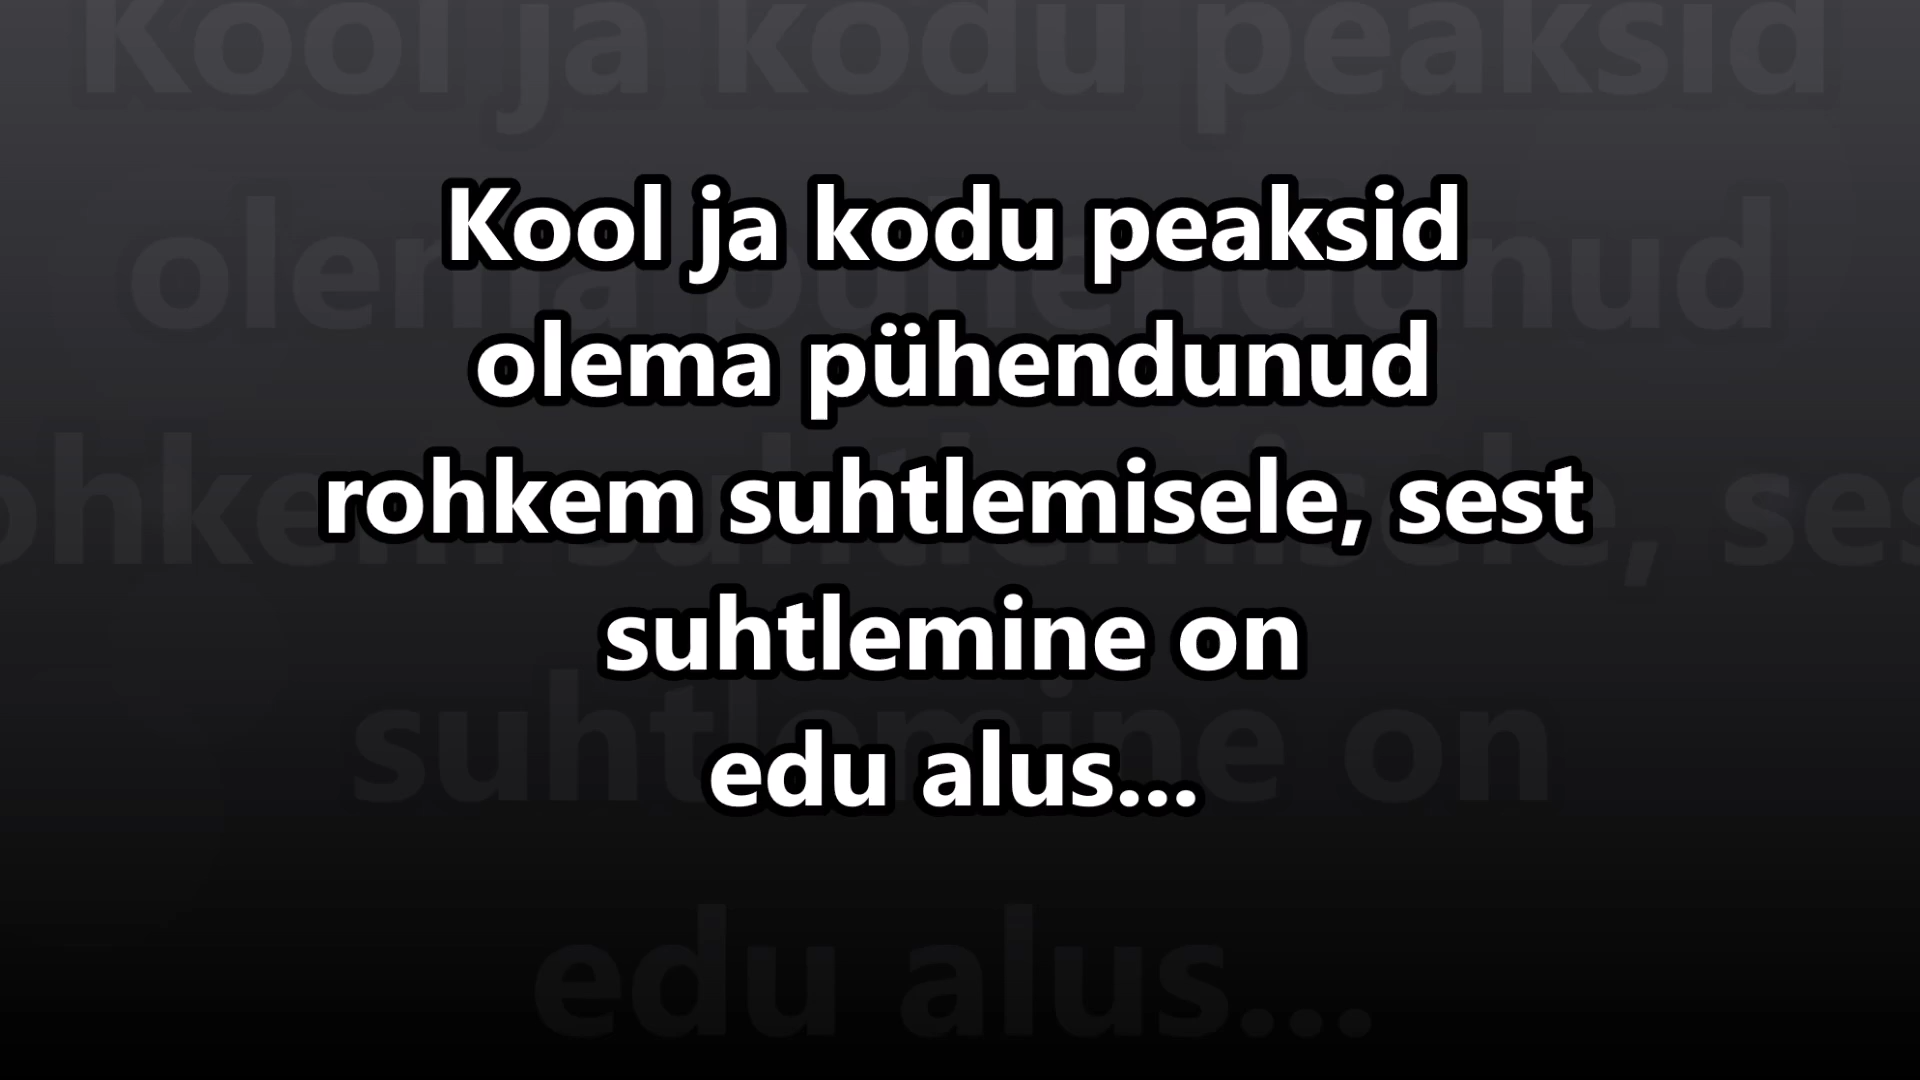 Kool ja kodu peaksid
olema pühendunud
rohkem suhtlemisele, sest
suhtlemine on
edu alus...